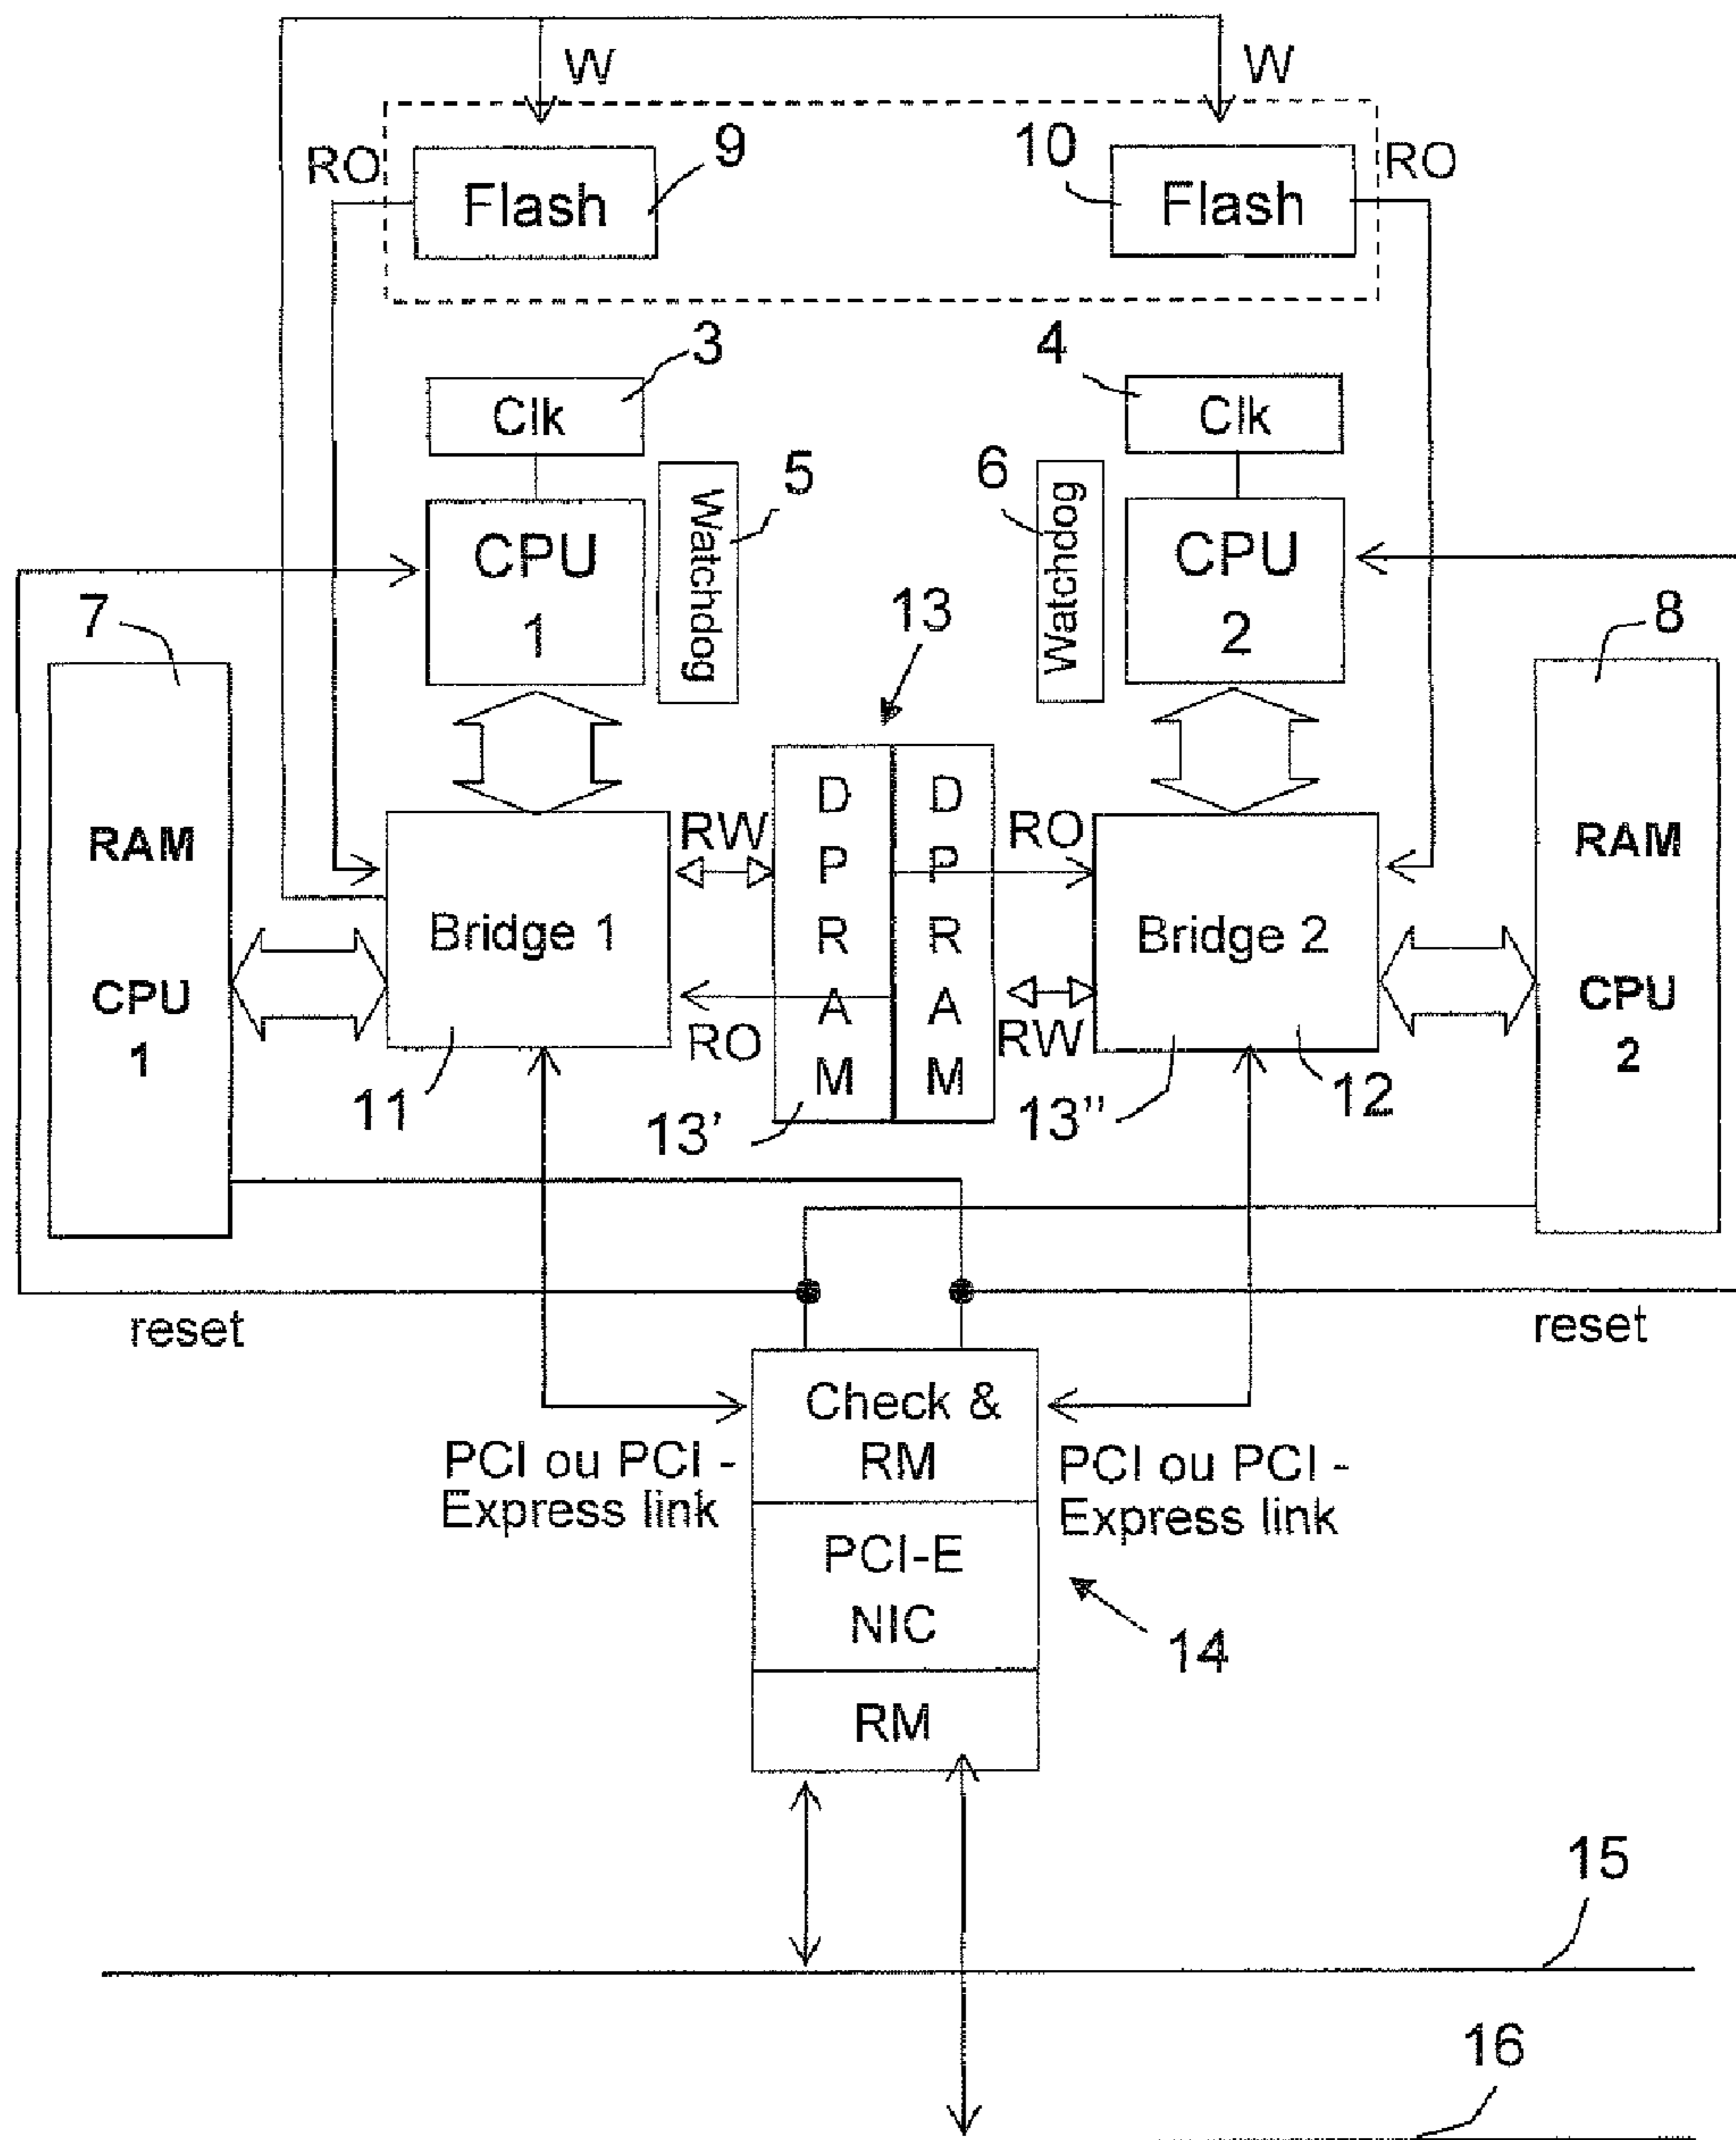 W
W
RO
Flash
9
10
Flash
RO
3
Clk
4
Clk
5
Watchdog
CPU
1
6
Watchdog
CPU
2
7
13
8
RAM
CPU
1
Bridge 1
11
RW
RO
DPRAM
DPRAM
13'
RO
RW
Bridge 2
13''
12
RAM
CPU
2
reset
reset
Check &
RM
PCI ou PCI -
Express link
PCI ou PCI -
Express link
PCI-E
NIC
14
RM
15
16